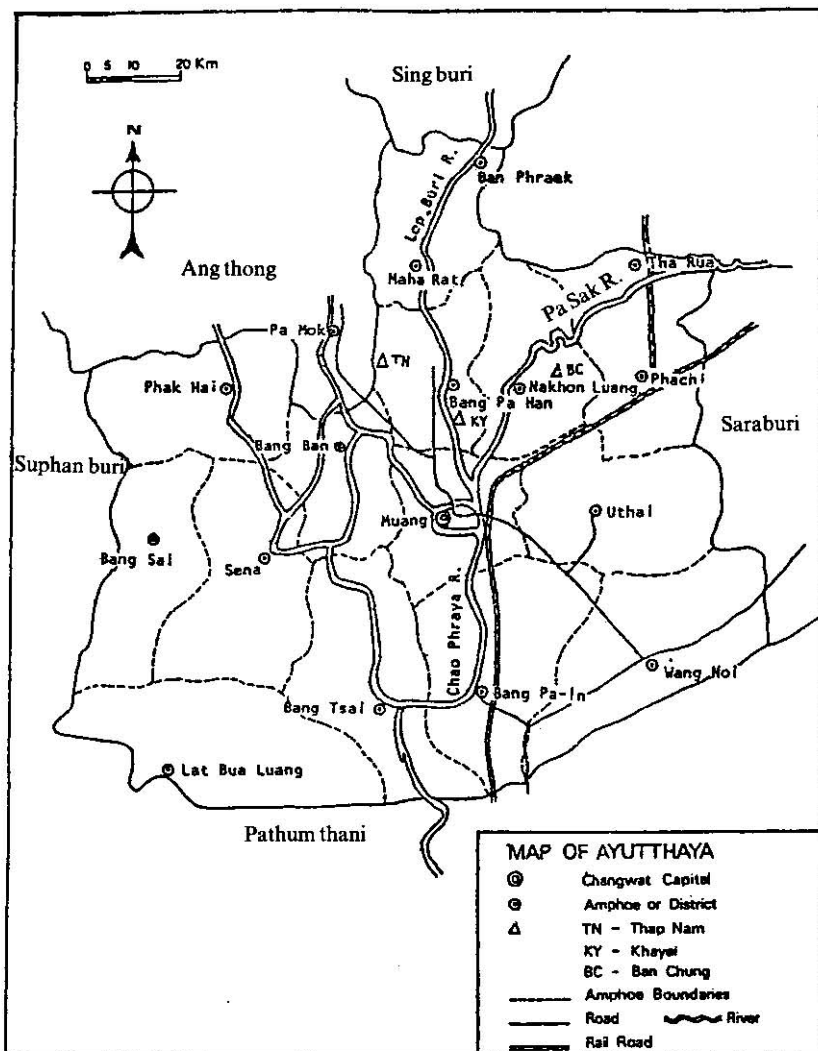 0 5 10 20 Km
Sing buri
N
Ban Phraek
Lop. Buri R.
Ang thong
Maha Rat
Tha Rua
Pa Sak R.
Pa Mok
TN
BC
Phak Hai
Bang Pa Han
Nakhon Luang
Phachi
KY
Saraburi
Bang Ban
Suphan buri
Muang
Uthai
Bang Sai
Sena
Chao Phraya R.
Wang Noi
Bang Pa-in
Bang Tsai
Lat Bua Luang
Pathum thani
MAP OF AYUTTHAYA
Changwat Capital
Amphoe or District
TN - Thap Nam
KY - Khayai
BC - Ban Chung
Amphoe Boundaries
Road River
Rail Road